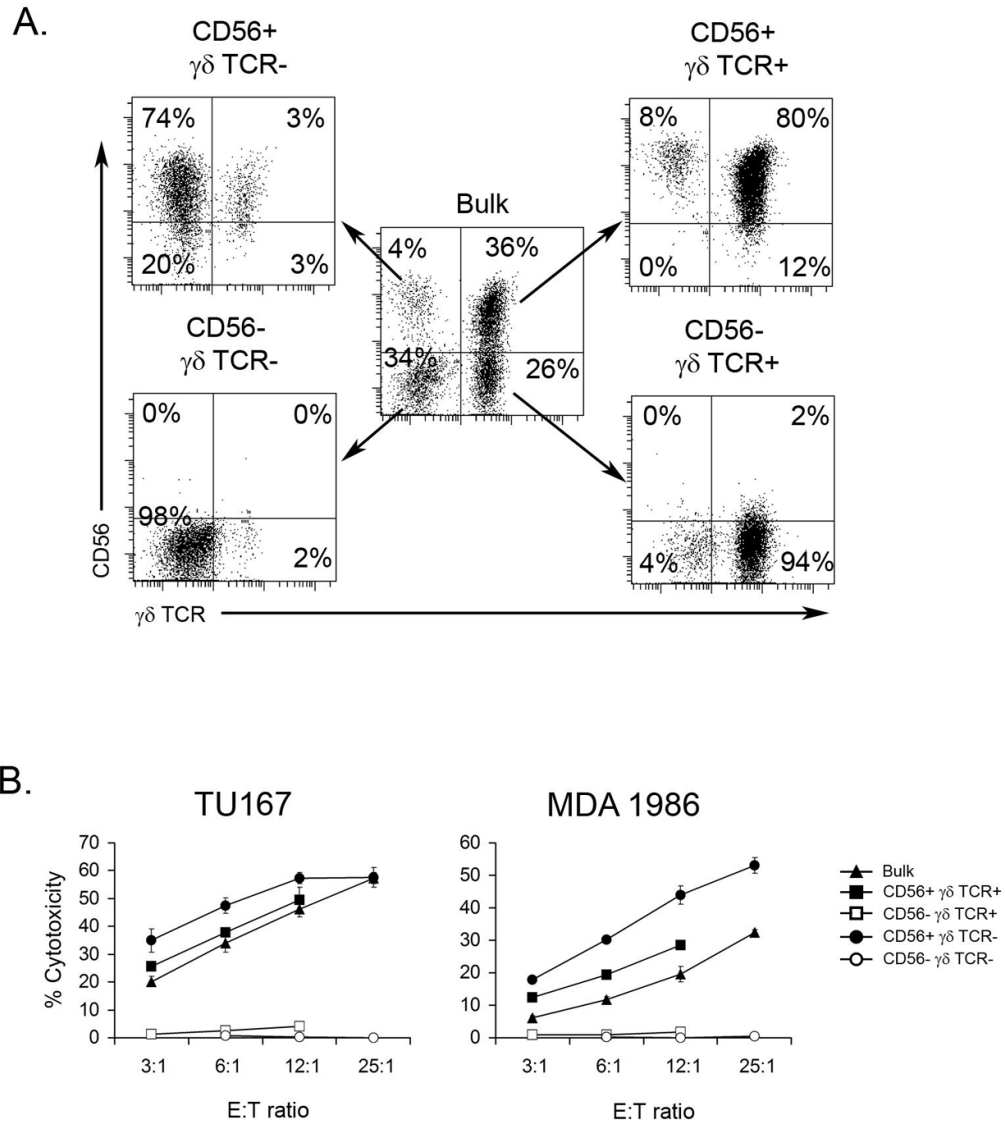 A.
CD56+
γδ TCR-
CD56+
γδ TCR+
74%
3%
20%
3%
8%
80%
0%
12%
Bulk
4%
36%
34%
26%
CD56-
γδ TCR-
CD56-
γδ TCR+
0%
0%
98%
2%
0%
2%
4%
94%
CD56
γδ TCR
B.
TU167
% Cytotoxicity
70
60
50
40
30
20
10
0
3:1
6:1
12:1
25:1
E:T ratio
MDA 1986
60
50
40
30
20
10
0
3:1
6:1
12:1
25:1
E:T ratio
Bulk
CD56+ γδ TCR+
CD56- γδ TCR+
CD56+ γδ TCR-
CD56- γδ TCR-